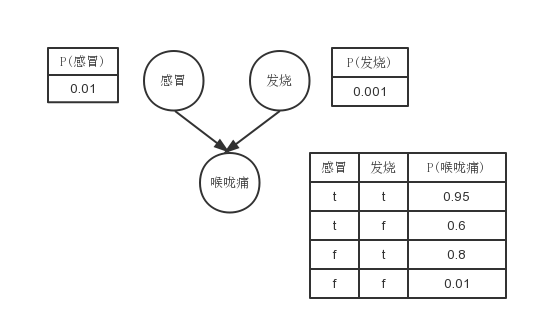 P(感冒)
0.01
感冒
发烧
P(发烧)
0.001
喉咙痛
感冒 发烧 P(喉咙痛)
t t 0.95
t f 0.6
f t 0.8
f f 0.01